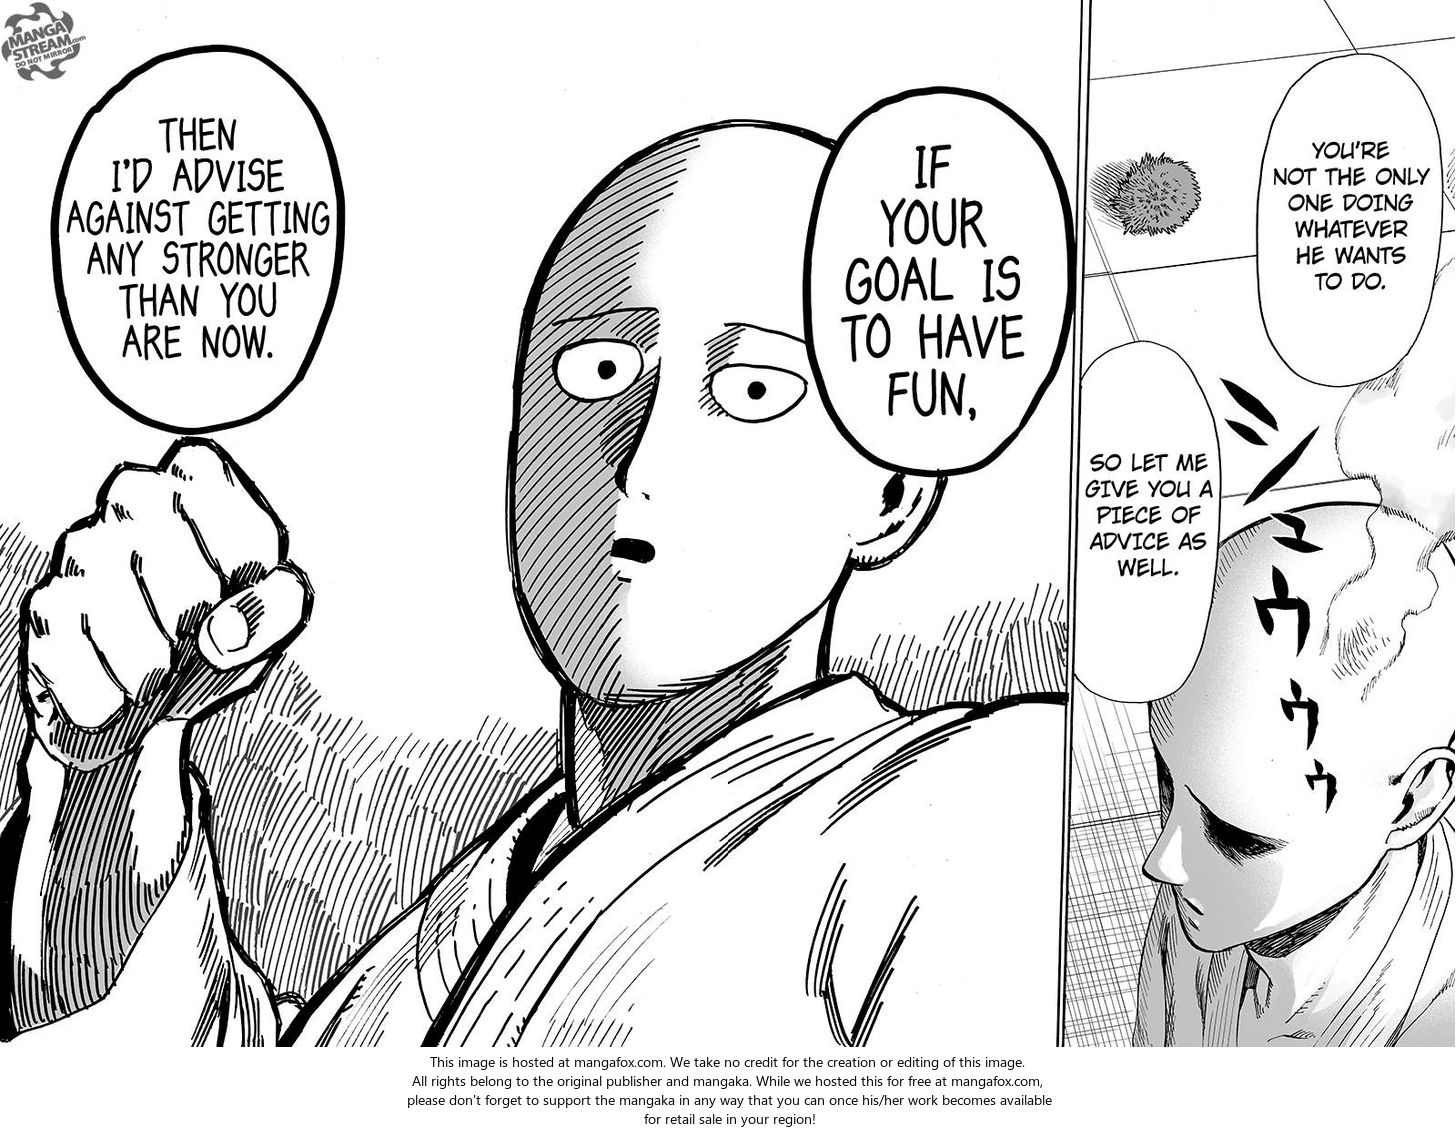 MANGA
STREAM.com
DO NOT MIRROR
YOU'RE
NOT THE ONLY
ONE DOING
WHATEVER
HE WANTS
TO DO.
SO LET ME
GIVE YOU A
PIECE OF
ADVICE AS
WELL.
ュ
ウ
ゥ
ゥ
IF
YOUR
GOAL IS
TO HAVE
FUN,
THEN
I'D ADVISE
AGAINST GETTING
ANY STRONGER
THAN YOU
ARE NOW.
This image is hosted at mangafox.com. We take no credit for the creation or editing of this image.
All rights belong to the original publisher and mangaka. While we hosted this for free at mangafox.com,
please don't forget to support the mangaka in any way that you can once his/her work becomes available
for retail sale in your region!